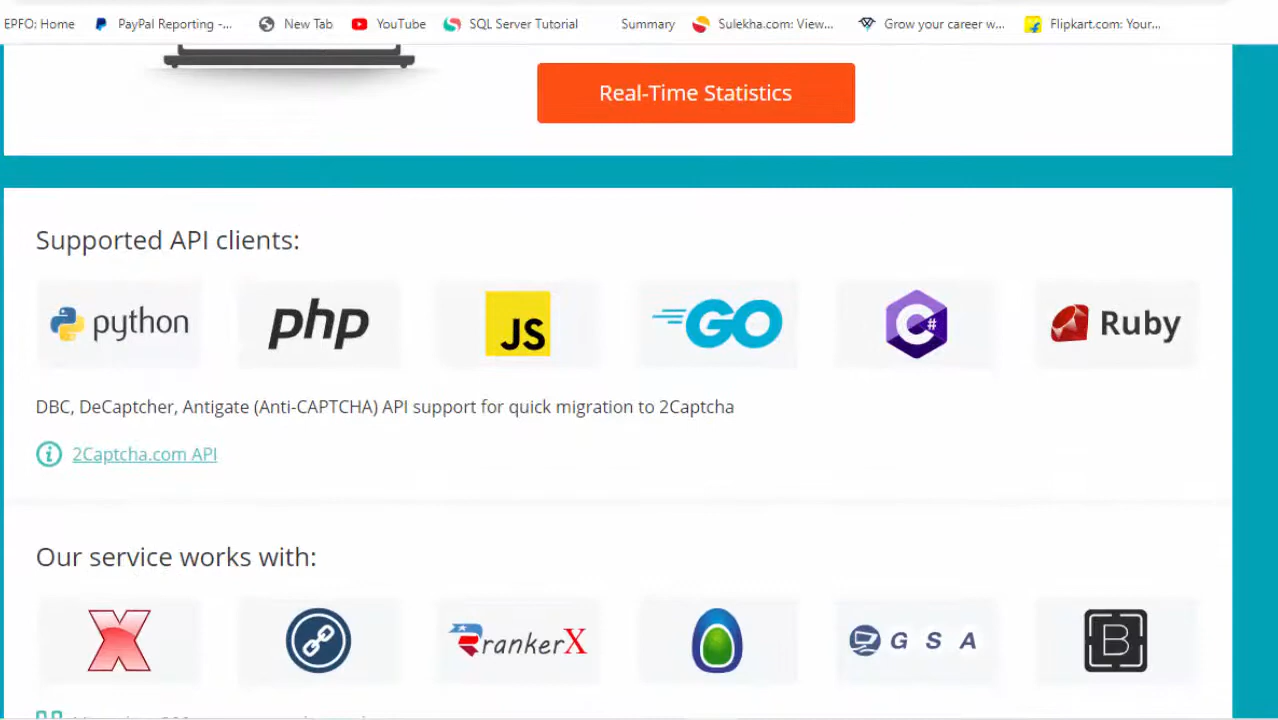 EPFO: Home PayPal Reporting -... New Tab YouTube SQL Server Tutorial Summary Sulekha.com: View... Grow your career w... Flipkart.com: Your...
Real-Time Statistics
Supported API clients:
python php JS GO C# Ruby
DBC, DeCaptcher, Antigate (Anti-CAPTCHA) API support for quick migration to 2Captcha
i 2Captcha.com API
Our service works with:
X rankerX G S A B